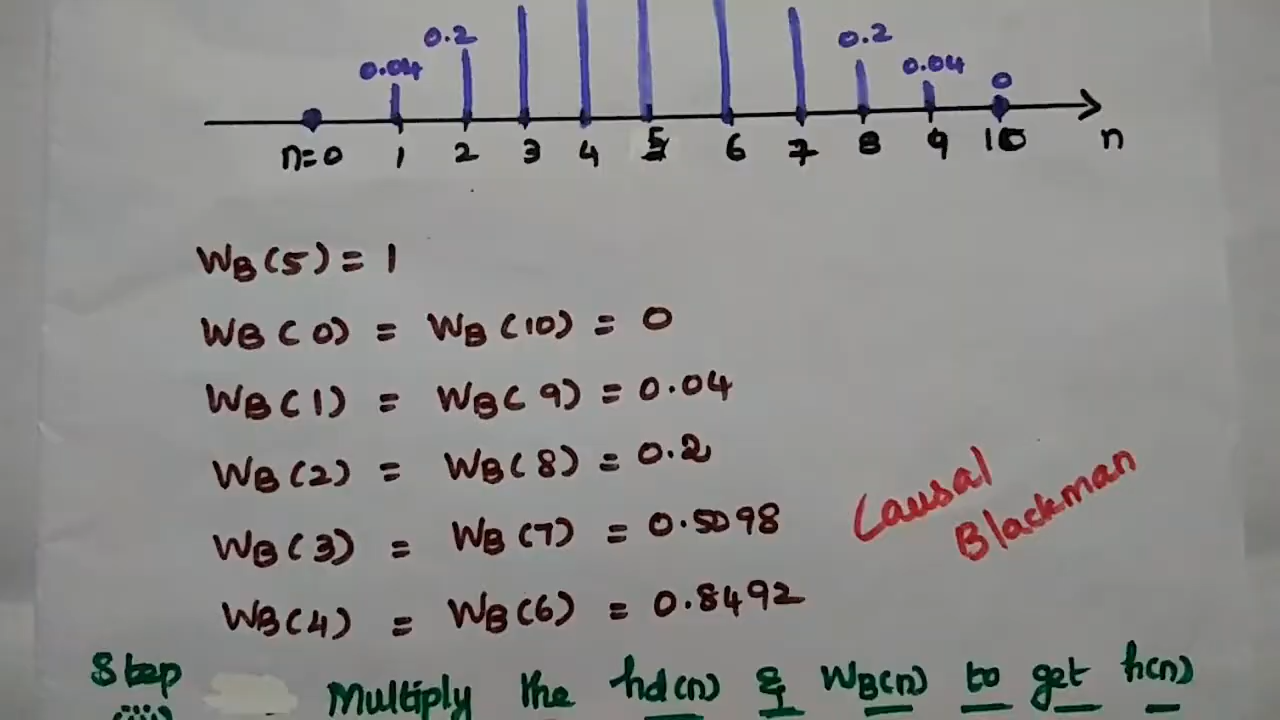 0.04 0.2 0.2 0.04 0
n=0 1 2 3 4 5 6 7 8 9 10 n
WB(5) = 1
WB(0) = WB(10) = 0
WB(1) = WB(9) = 0.04
WB(2) = WB(8) = 0.2
WB(3) = WB(7) = 0.5098
WB(4) = WB(6) = 0.8492
Causal
Blackman
Step
Multiply the hd(n) & WB(n) to get h(n)